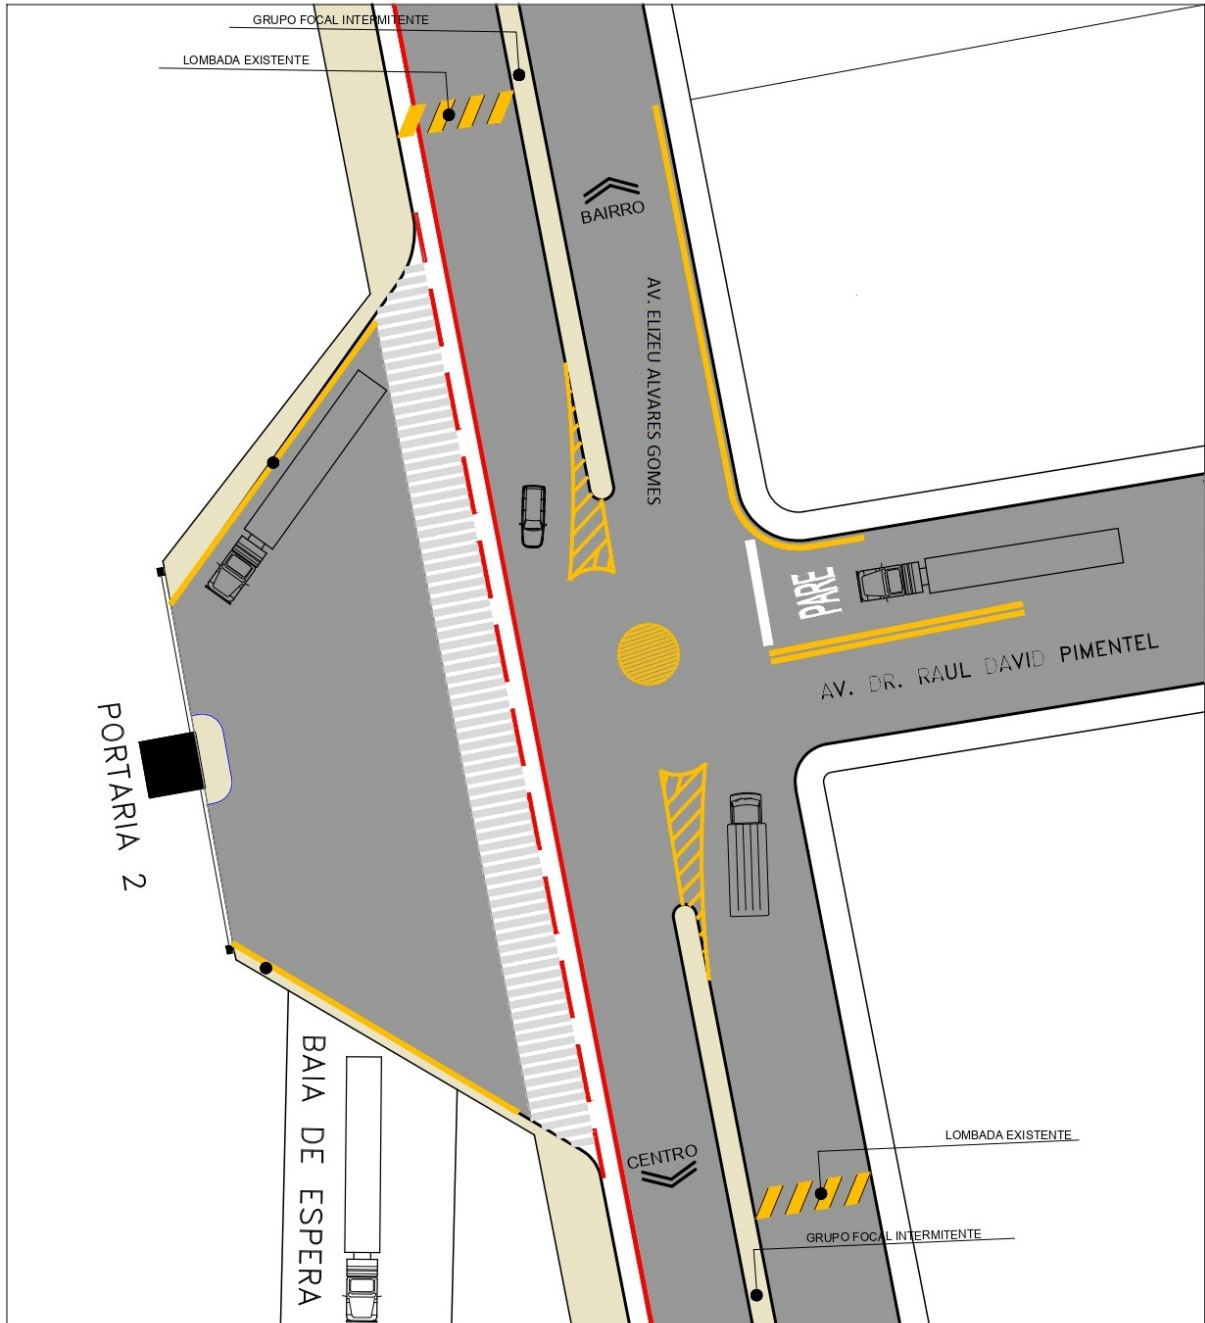 GRUPO FOCAL INTERMITENTE
LOMBADA EXISTENTE
BAIRRO
AV. ELIZEU ALVARES GOMES
PARE
AV. DR. RAUL DAVID PIMENTEL
PORTARIA 2
BAIA DE ESPERA
CENTRO
LOMBADA EXISTENTE
GRUPO FOCAL INTERMITENTE